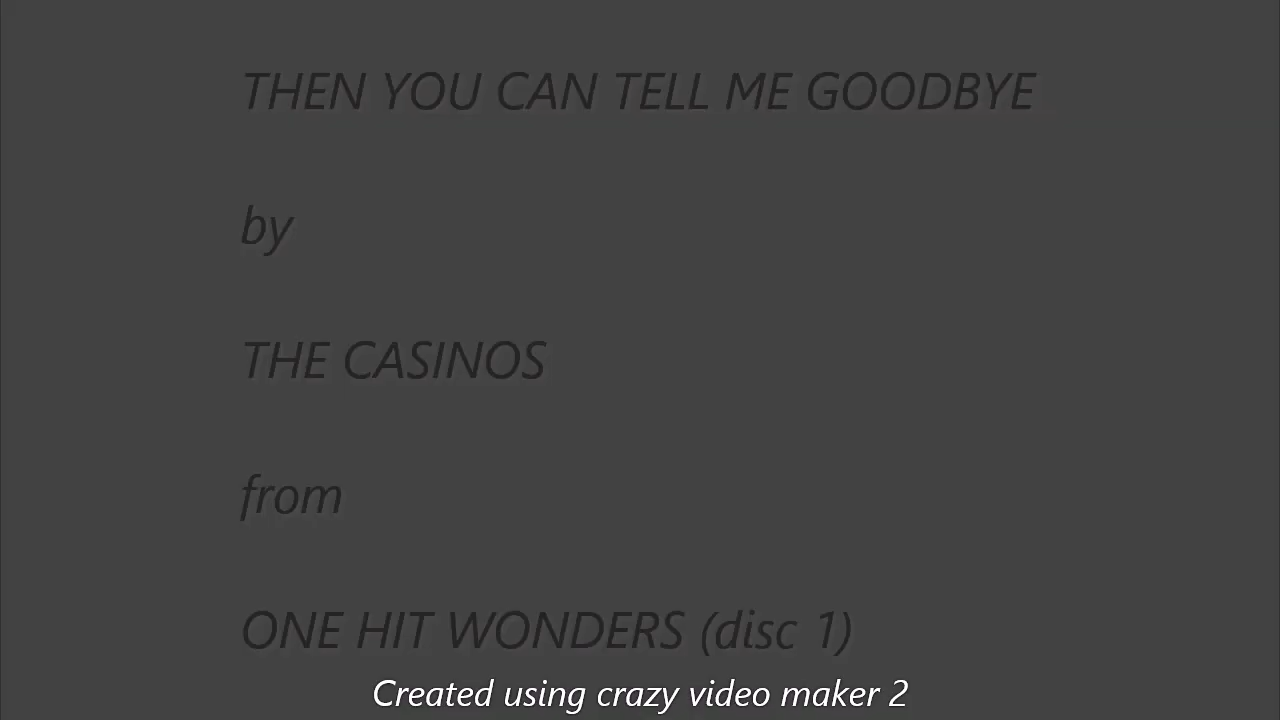 THEN YOU CAN TELL ME GOODBYE
by
THE CASINOS
from
ONE HIT WONDERS (disc 1)
Created using crazy video maker 2